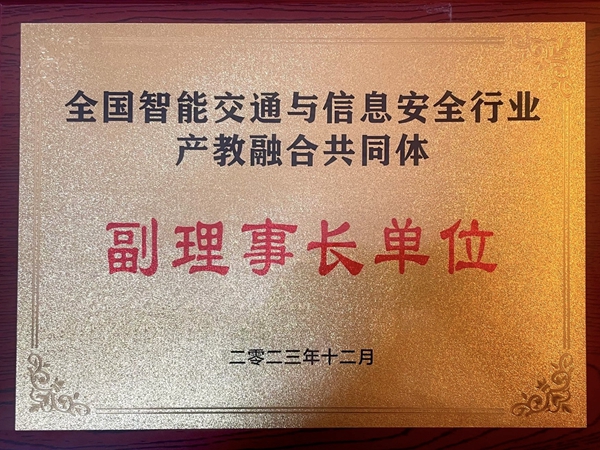 全国智能交通与信息安全行业
产教融合共同体
副理事长单位
二零二三年十二月